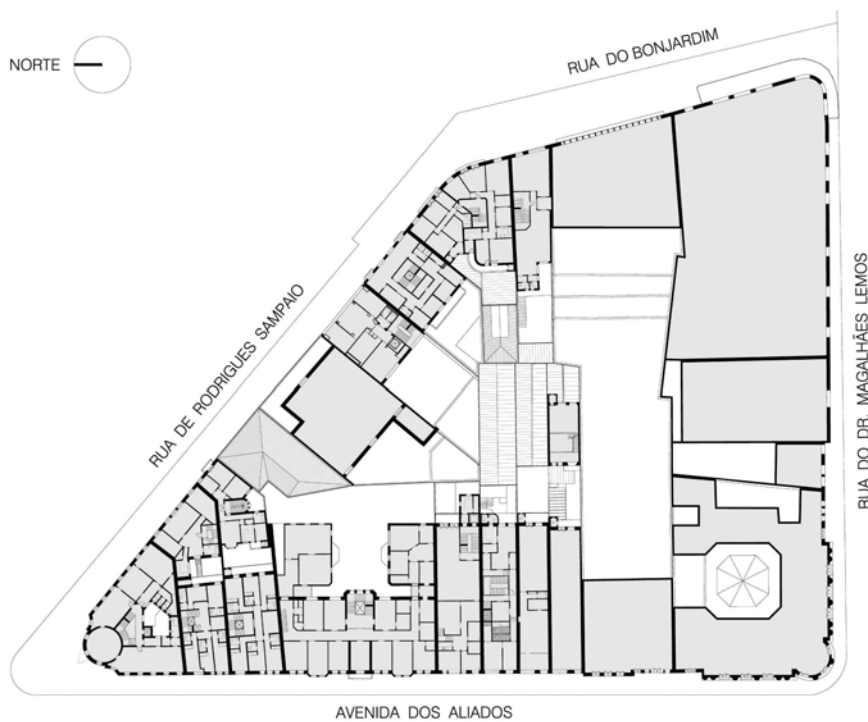 RUA DO BONJARDIM
NORTE
RUA DE RODRIGUES SAMPAIO
RUA DO DR. MAGALHÃES LEMOS
AVENIDA DOS ALIADOS